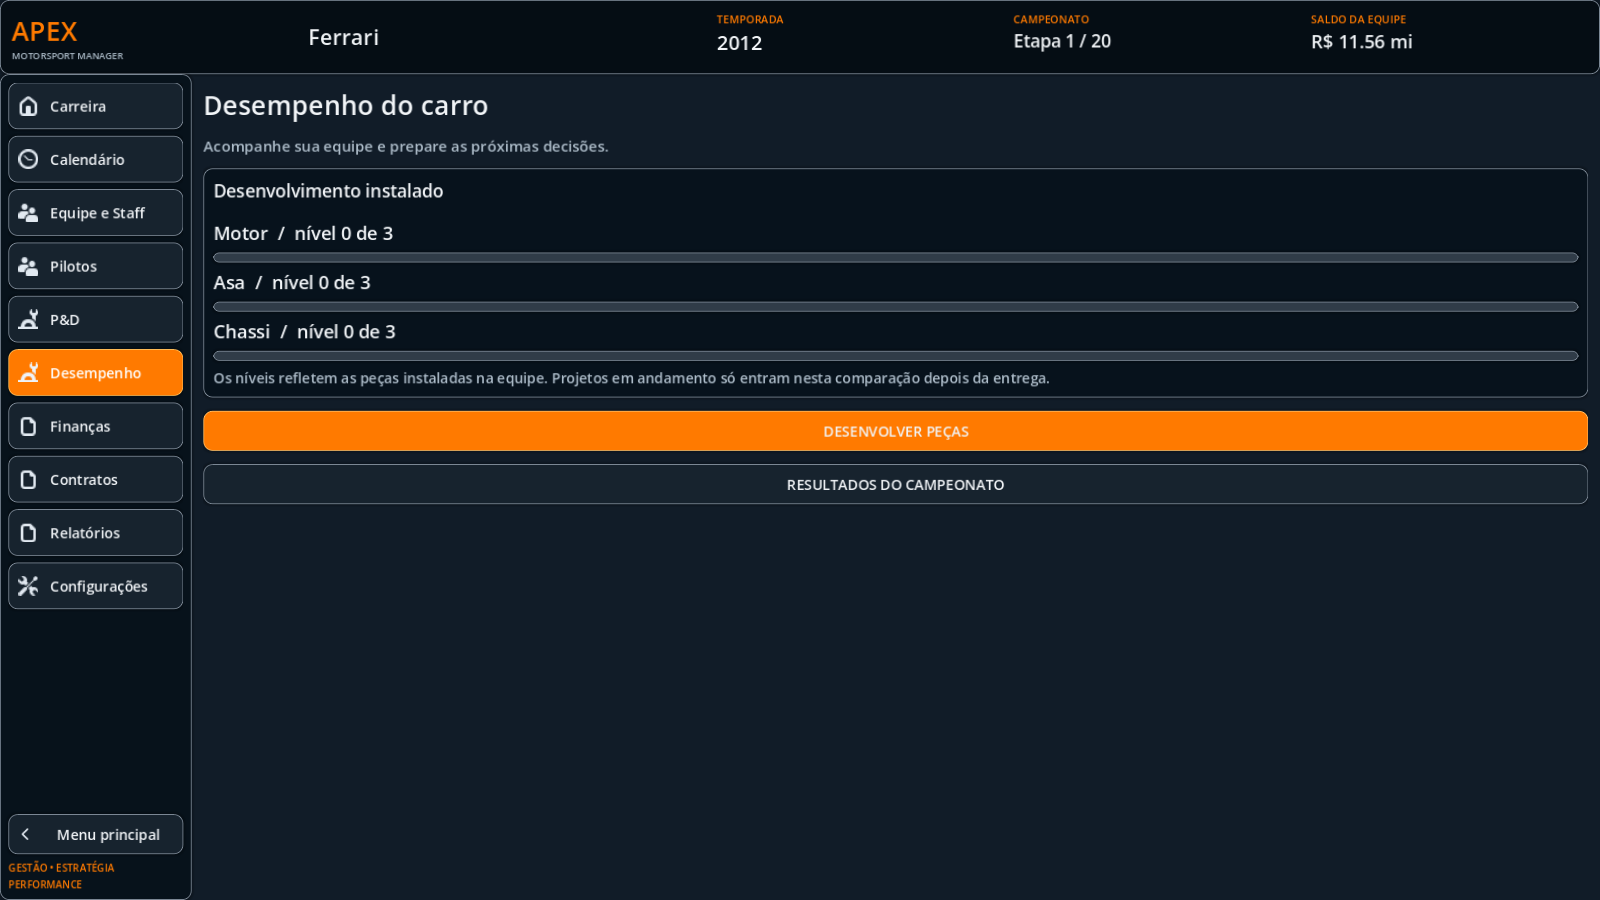 APEX
MOTORSPORT MANAGER
Ferrari
TEMPORADA
2012
CAMPEONATO
Etapa 1 / 20
SALDO DA EQUIPE
R$ 11.56 mi
Carreira
Calendário
Equipe e Staff
Pilotos
P&D
Desempenho
Finanças
Contratos
Relatórios
Configurações
Menu principal
GESTÃO • ESTRATÉGIA
PERFORMANCE
Desempenho do carro
Acompanhe sua equipe e prepare as próximas decisões.
Desenvolvimento instalado
Motor / nível 0 de 3
Asa / nível 0 de 3
Chassi / nível 0 de 3
Os níveis refletem as peças instaladas na equipe. Projetos em andamento só entram nesta comparação depois da entrega.
DESENVOLVER PEÇAS
RESULTADOS DO CAMPEONATO